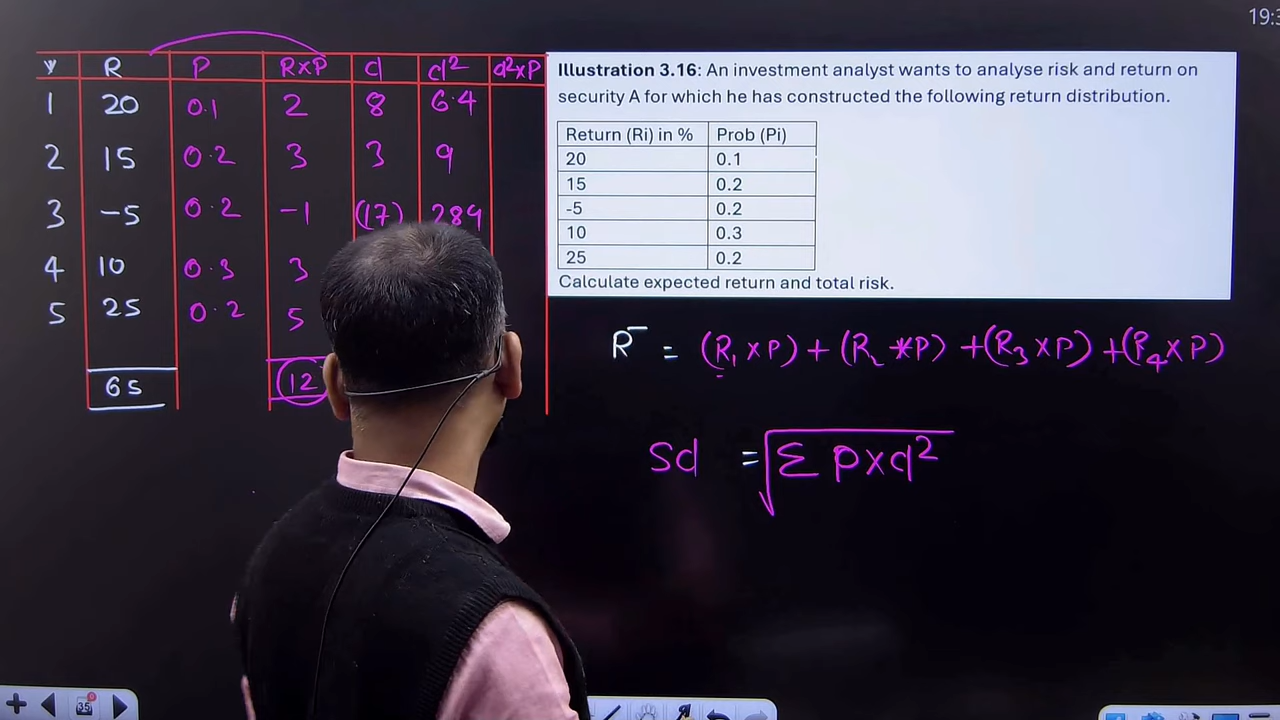 19:3
y R P R×P d d² d²×P
1 20 0.1 2 8 6.4
2 15 0.2 3 3 9
3 -5 0.2 -1 (17) 289
4 10 0.3 3
5 25 0.2 5
65 12
Illustration 3.16: An investment analyst wants to analyse risk and return on
security A for which he has constructed the following return distribution.
Return (Ri) in % Prob (Pi)
20 0.1
15 0.2
-5 0.2
10 0.3
25 0.2
Calculate expected return and total risk.
R̄ = (R₁ × P) + (R₂ * P) + (R₃ × P) + (R₄ × P)
Sd = √Σ P×d²
35